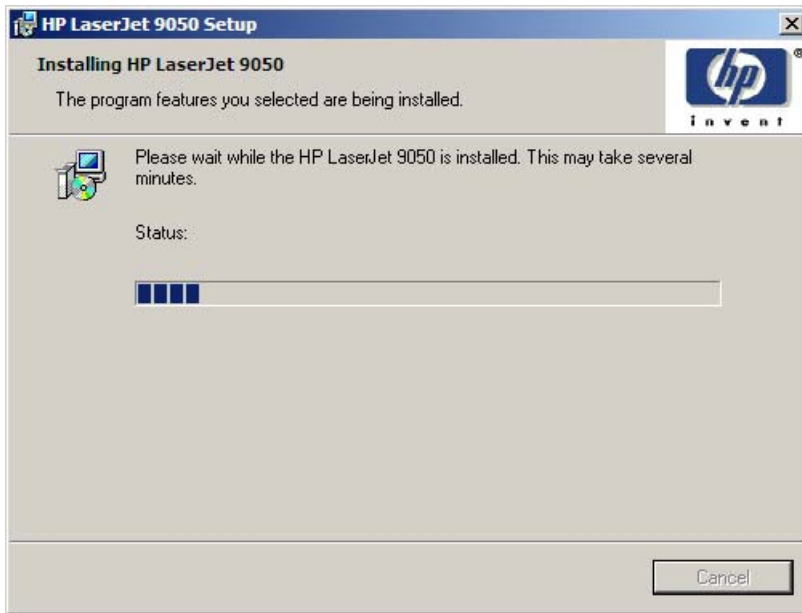 HP LaserJet 9050 Setup
Installing HP LaserJet 9050
The program features you selected are being installed.
hp
®
invent
Please wait while the HP LaserJet 9050 is installed. This may take several
minutes.
Status:
Cancel